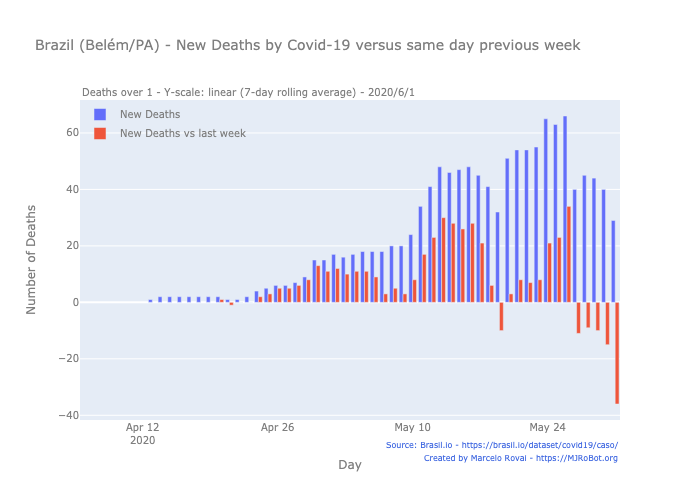 Brazil (Belém/PA) - New Deaths by Covid-19 versus same day previous week
Deaths over 1 - Y-scale: linear (7-day rolling average) - 2020/6/1
New Deaths
New Deaths vs last week
Number of Deaths
60
40
20
0
−20
−40
Apr 12
2020
Apr 26
May 10
May 24
Day
Source: Brasil.io - https://brasil.io/dataset/covid19/caso/
Created by Marcelo Rovai - https://MJRoBot.org